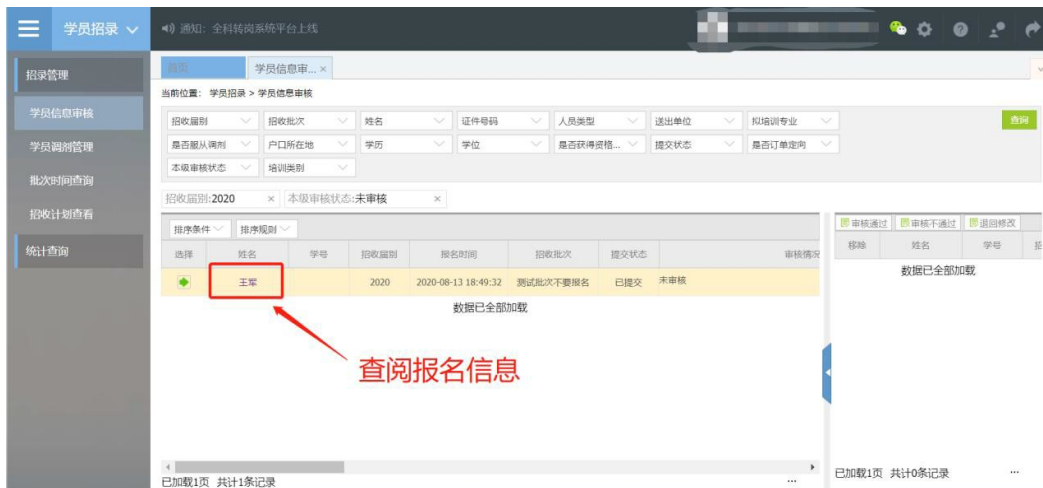 学员招录
通知：全科转岗系统平台上线
招录管理
学员信息审核
学员调剂管理
批次时间查询
招收计划查看
统计查询
首页
学员信息审... ×
当前位置： 学员招录 > 学员信息审核
招收届别 招收批次 姓名 证件号码 人员类型 送出单位 拟培训专业 查询
是否服从调剂 户口所在地 学历 学位 是否获得资格... 提交状态 是否订单定向
本级审核状态 培训类别
招收届别:2020 × 本级审核状态:未审核 ×
排序条件 排序规则
选择 姓名 学号 招收届别 报名时间 招收批次 提交状态 审核情况
王军 2020 2020-08-13 18:49:32 测试批次不要报名 已提交 未审核
数据已全部加载
查阅报名信息
已加载1页 共计1条记录 ...
审核通过 审核不通过 退回修改
移除 姓名 学号 招
数据已全部加载
已加载1页 共计0条记录 ...